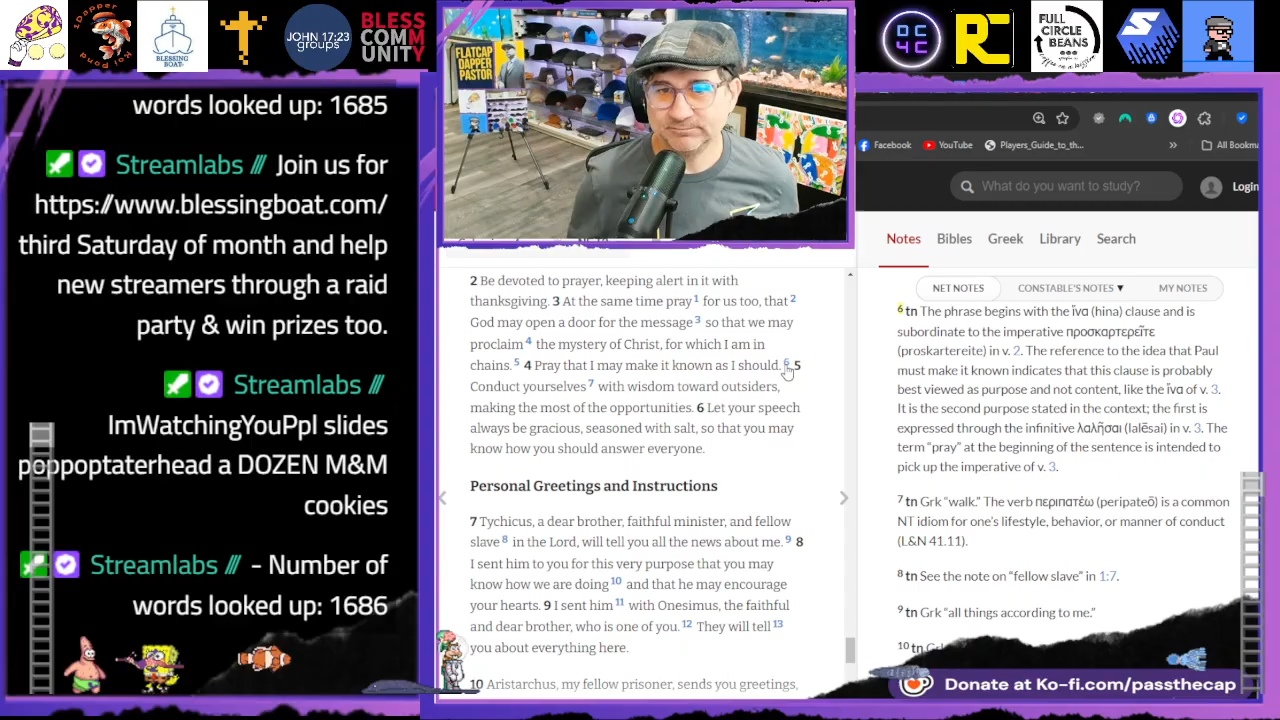 BLESSING
BOAT
JOHN 17:23
groups
BLESS
COMM
UNITY
FLATCAP
DAPPER
PASTOR
FULL
CIRCLE
BEANS
words looked up: 1685
Streamlabs /// Join us for
https://www.blessingboat.com/
third Saturday of month and help
new streamers through a raid
party & win prizes too.
Streamlabs ///
ImWatchingYouPpl slides
poppoptaterhead a DOZEN M&M
cookies
Streamlabs /// - Number of
words looked up: 1686
2 Be devoted to prayer, keeping alert in it with
thanksgiving. 3 At the same time pray 1 for us too, that 2
God may open a door for the message 3 so that we may
proclaim 4 the mystery of Christ, for which I am in
chains. 5 4 Pray that I may make it known as I should. 6 5
Conduct yourselves 7 with wisdom toward outsiders,
making the most of the opportunities. 6 Let your speech
always be gracious, seasoned with salt, so that you may
know how you should answer everyone.
Personal Greetings and Instructions
7 Tychicus, a dear brother, faithful minister, and fellow
slave 8 in the Lord, will tell you all the news about me. 9 8
I sent him to you for this very purpose that you may
know how we are doing 10 and that he may encourage
your hearts. 9 I sent him 11 with Onesimus, the faithful
and dear brother, who is one of you. 12 They will tell 13
you about everything here.
10 Aristarchus, my fellow prisoner, sends you greetings,
Facebook YouTube Players_Guide_to_th... » All Bookma
What do you want to study? Login
Notes Bibles Greek Library Search
NET NOTES CONSTABLE'S NOTES ▼ MY NOTES
6 tn The phrase begins with the ἵνα (hina) clause and is
subordinate to the imperative προσκαρτερεῖτε
(proskartereite) in v. 2. The reference to the idea that Paul
must make it known indicates that this clause is probably
best viewed as purpose and not content, like the ἵνα of v. 3.
It is the second purpose stated in the context; the first is
expressed through the infinitive λαλῆσαι (lalēsai) in v. 3. The
term “pray” at the beginning of the sentence is intended to
pick up the imperative of v. 3.
7 tn Grk “walk.” The verb περιπατέω (peripateō) is a common
NT idiom for one’s lifestyle, behavior, or manner of conduct
(L&N 41.11).
8 tn See the note on “fellow slave” in 1:7.
9 tn Grk “all things according to me.”
10 tn
Donate at Ko-fi.com/
thecap